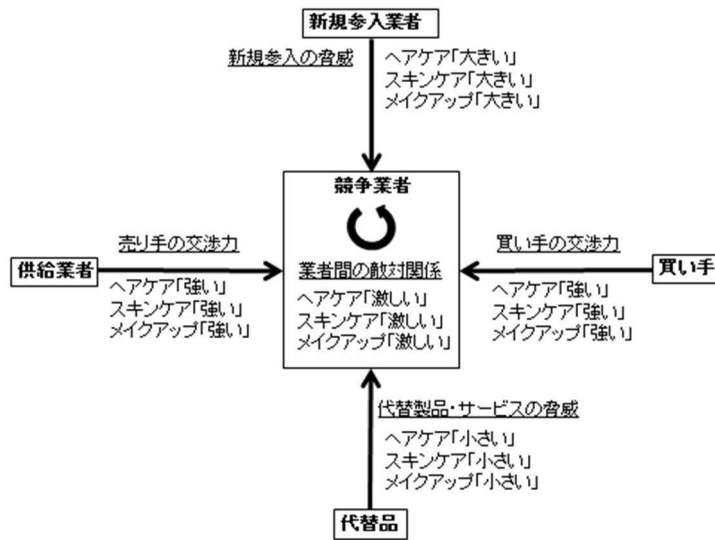 新規参入業者
新規参入の脅威
ヘアケア「大きい」
スキンケア「大きい」
メイクアップ「大きい」
競争業者
売り手の交渉力
買い手の交渉力
供給業者
業者間の敵対関係
買い手
ヘアケア「強い」
スキンケア「強い」
メイクアップ「強い」
ヘアケア「激しい」
スキンケア「激しい」
メイクアップ「激しい」
ヘアケア「強い」
スキンケア「強い」
メイクアップ「強い」
代替製品・サービスの脅威
ヘアケア「小さい」
スキンケア「小さい」
メイクアップ「小さい」
代替品